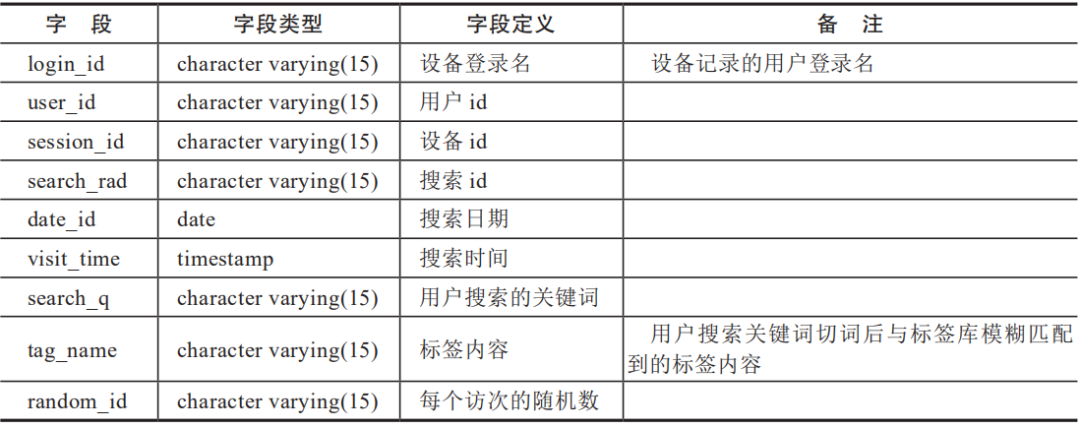 字 段 字段类型 字段定义 备 注
login_id character varying(15) 设备登录名 设备记录的用户登录名
user_id character varying(15) 用户 id
session_id character varying(15) 设备 id
search_rad character varying(15) 搜索 id
date_id date 搜索日期
visit_time timestamp 搜索时间
search_q character varying(15) 用户搜索的关键词
tag_name character varying(15) 标签内容 用户搜索关键词切词后与标签库模糊匹配
到的标签内容
random_id character varying(15) 每个访次的随机数